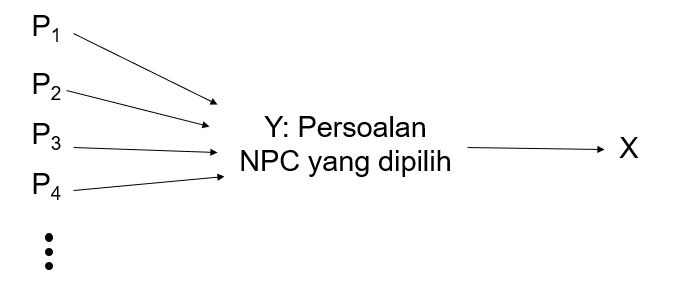 P1
P2
P3
P4
Y: Persoalan
NPC yang dipilih
X